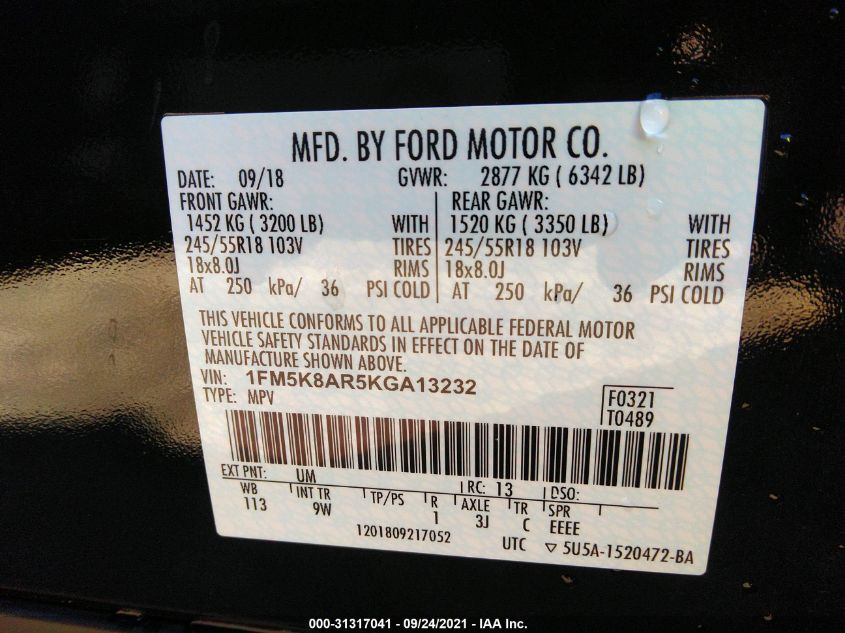 MFD. BY FORD MOTOR CO.
DATE: 09/18 GVWR: 2877 KG ( 6342 LB)
FRONT GAWR: REAR GAWR:
1452 KG ( 3200 LB) WITH 1520 KG ( 3350 LB) WITH
245/55R18 103V TIRES 245/55R18 103V TIRES
18x8.0J RIMS 18x8.0J RIMS
AT 250 kPa/ 36 PSI COLD AT 250 kPa/ 36 PSI COLD
THIS VEHICLE CONFORMS TO ALL APPLICABLE FEDERAL MOTOR
VEHICLE SAFETY STANDARDS IN EFFECT ON THE DATE OF
MANUFACTURE SHOWN ABOVE.
VIN: 1FM5K8AR5KGA13232
TYPE: MPV
F0321
T0489
EXT PNT: UM RC: 13 DSO:
WB INT TR TP/PS R AXLE TR SPR
113 9W 1 3J C EEEE
1201809217052 UTC ▽ 5U5A-1520472-BA
000-31317041 - 09/24/2021 - IAA Inc.